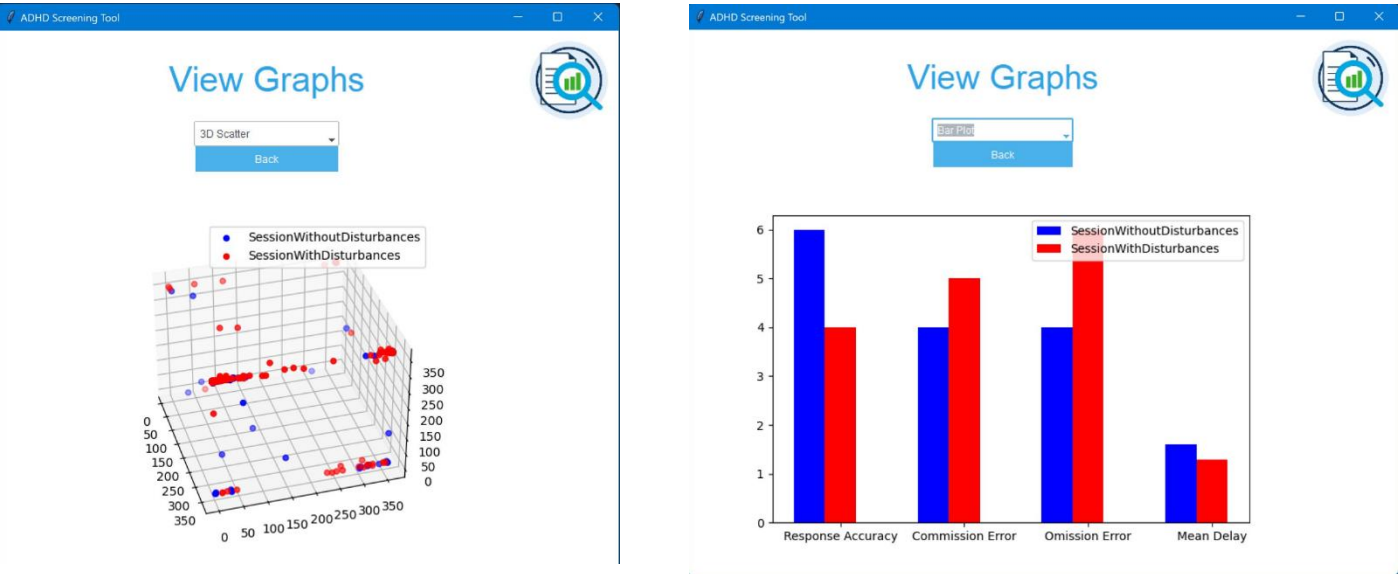 ADHD Screening Tool
View Graphs
3D Scatter
Back
SessionWithoutDisturbances
SessionWithDisturbances
350
300
250
200
150
100
50
0
0
50
100
150
200
250
300
350
0 50 100 150 200 250 300 350
ADHD Screening Tool
View Graphs
Bar Plot
Back
SessionWithoutDisturbances
SessionWithDisturbances
6
5
4
3
2
1
0
Response Accuracy Commission Error Omission Error Mean Delay